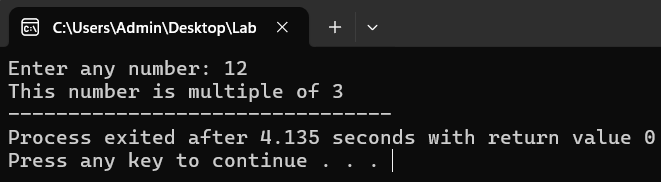 C:\Users\Admin\Desktop\Lab
Enter any number: 12
This number is multiple of 3
--------------------------------
Process exited after 4.135 seconds with return value 0
Press any key to continue . . .